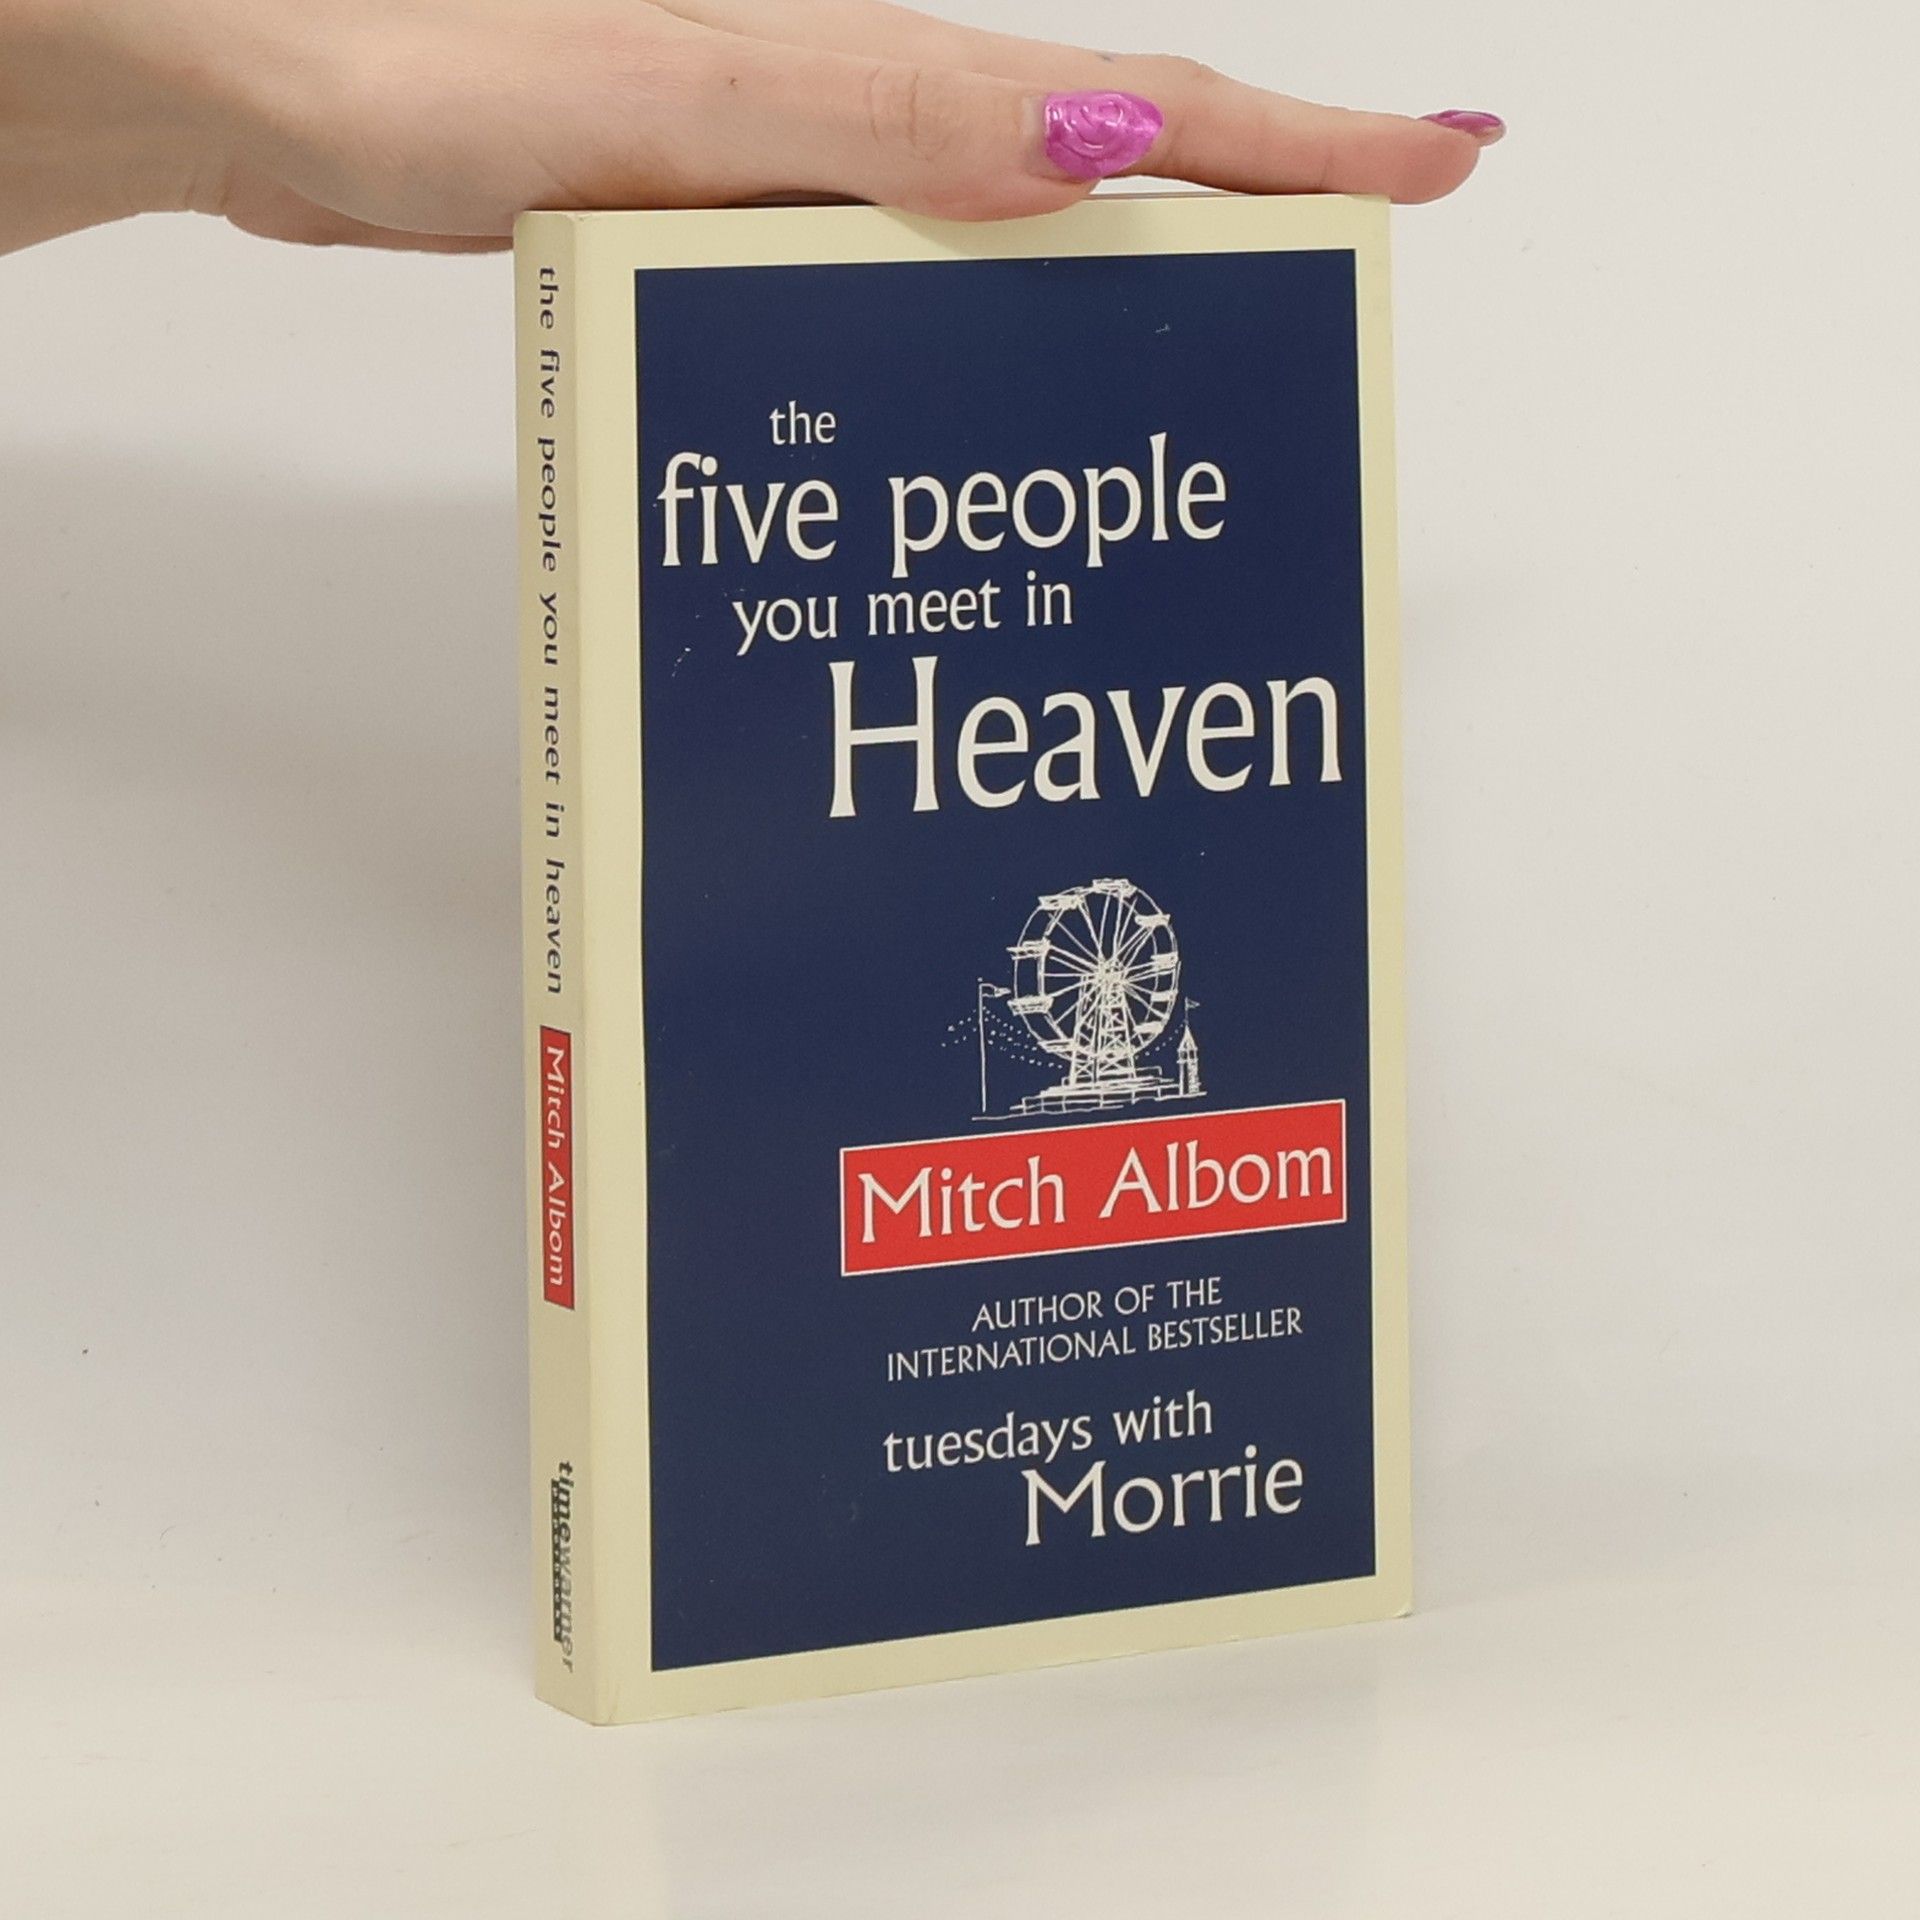 the five people you meet in heaven
Mitch Albom
timewarner
paperbacks
the
five people
you meet in
Heaven
Mitch Albom
AUTHOR OF THE
INTERNATIONAL BESTSELLER
tuesdays with
Morrie